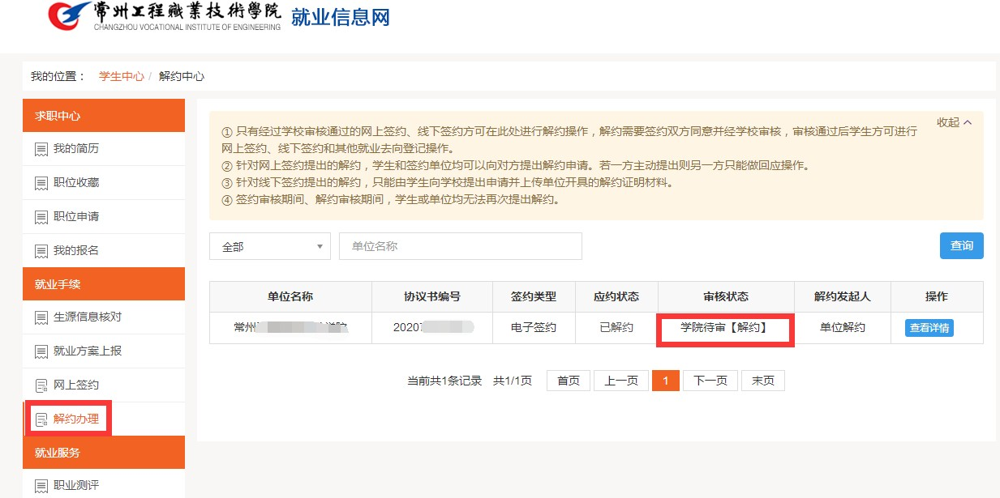 常州工程職業技術學院 就业信息网
CHANGZHOU VOCATIONAL INSTITUTE OF ENGINEERING
我的位置： 学生中心 / 解约中心
求职中心
我的简历
职位收藏
职位申请
我的报名
就业手续
生源信息核对
就业方案上报
网上签约
解约办理
就业服务
职业测评
收起
① 只有经过学校审核通过的网上签约、线下签约方可在此处进行解约操作，解约需要签约双方同意并经学校审核，审核通过后学生方可进行
网上签约、线下签约和其他就业去向登记操作。
② 针对网上签约提出的解约，学生和签约单位均可以向对方提出解约申请。若一方主动提出则另一方只能做回应操作。
③ 针对线下签约提出的解约，只能由学生向学校提出申请并上传单位开具的解约证明材料。
④ 签约审核期间、解约审核期间，学生或单位均无法再次提出解约。
全部 单位名称 查询
单位名称 协议书编号 签约类型 应约状态 审核状态 解约发起人 操作
常州 20207 电子签约 已解约 学院待审【解约】 单位解约 查看详情
当前共1条记录 共1/1页 首页 上一页 1 下一页 末页